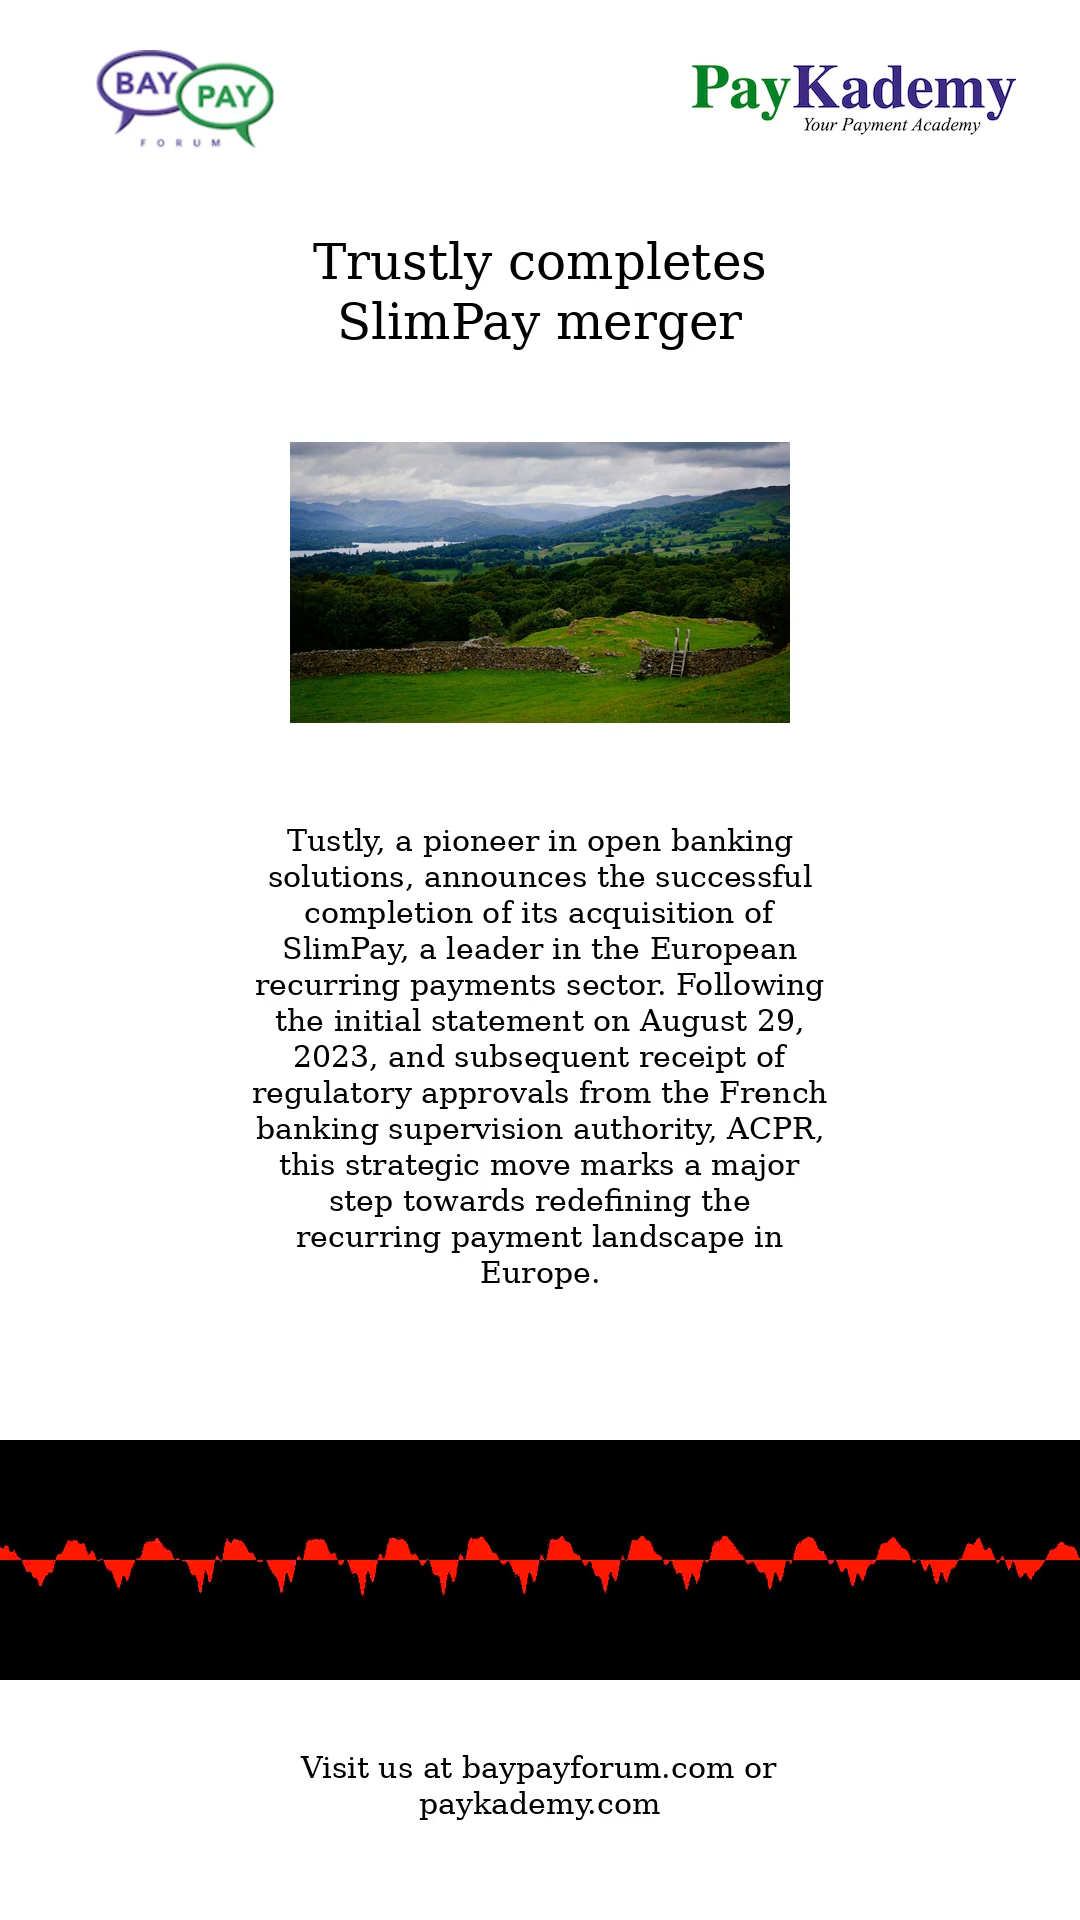 BAY PAY
FORUM
PayKademy
Your Payment Academy
Trustly completes
SlimPay merger
Tustly, a pioneer in open banking
solutions, announces the successful
completion of its acquisition of
SlimPay, a leader in the European
recurring payments sector. Following
the initial statement on August 29,
2023, and subsequent receipt of
regulatory approvals from the French
banking supervision authority, ACPR,
this strategic move marks a major
step towards redefining the
recurring payment landscape in
Europe.
Visit us at baypayforum.com or
paykademy.com